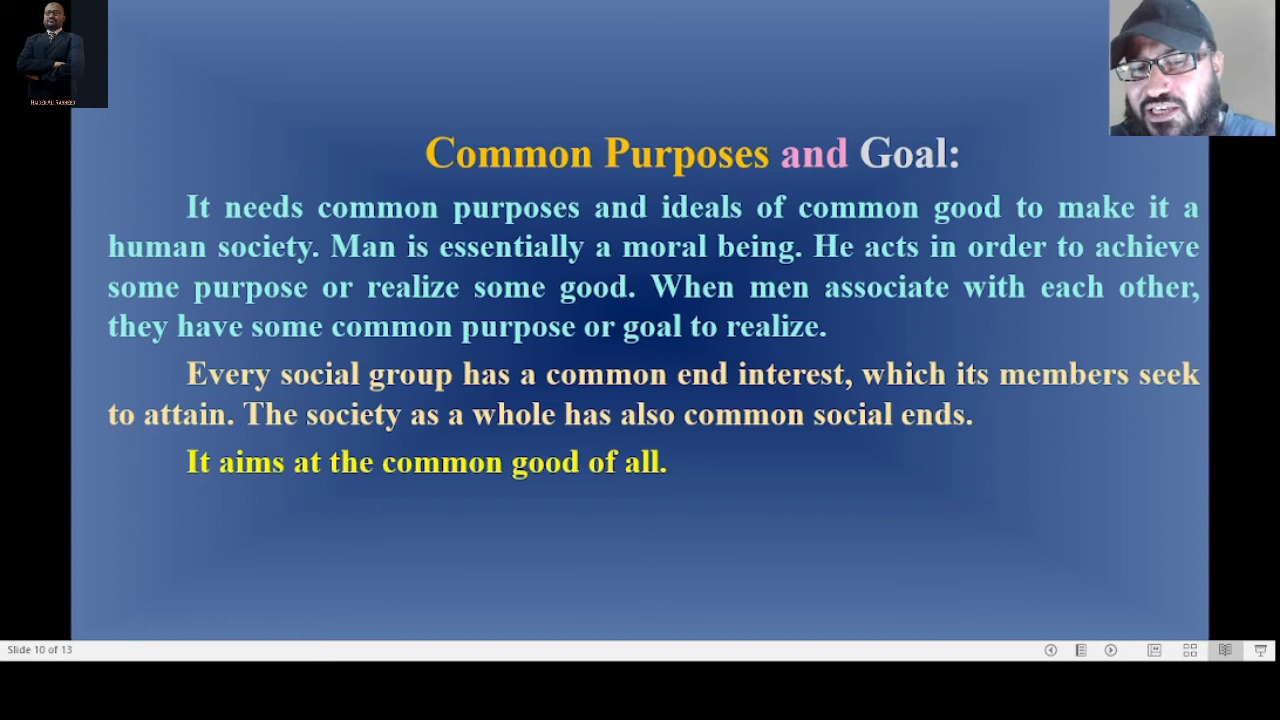 Common Purposes and Goal:
It needs common purposes and ideals of common good to make it a
human society. Man is essentially a moral being. He acts in order to achieve
some purpose or realize some good. When men associate with each other,
they have some common purpose or goal to realize.
Every social group has a common end interest, which its members seek
to attain. The society as a whole has also common social ends.
It aims at the common good of all.
Slide 10 of 13